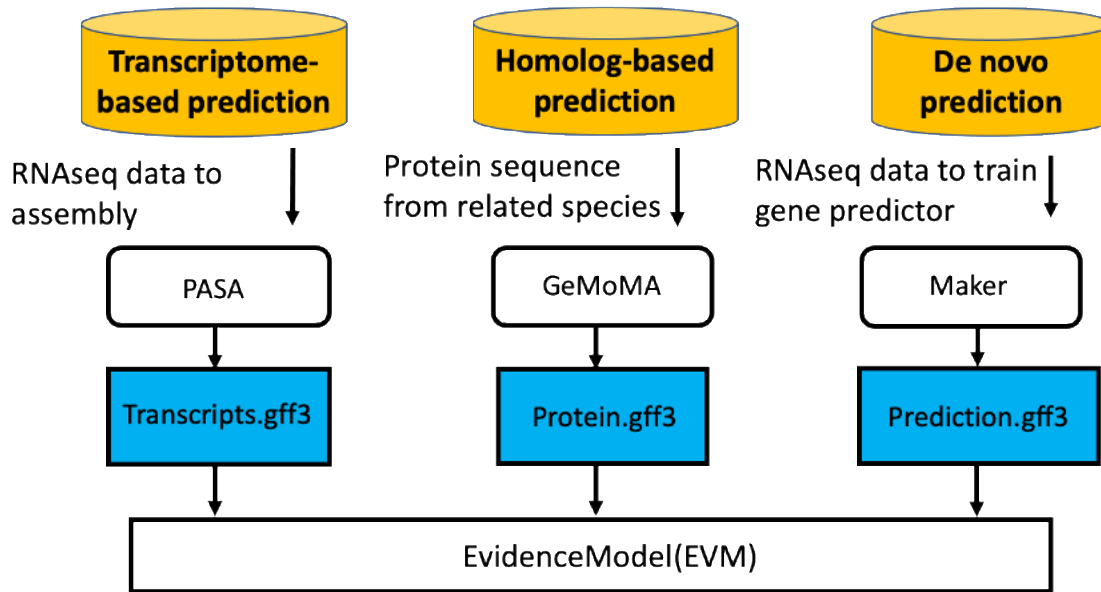 Transcriptome-
based prediction
Homolog-based
prediction
De novo
prediction
RNAseq data to
assembly
Protein sequence
from related species
RNAseq data to train
gene predictor
PASA
GeMoMA
Maker
Transcripts.gff3
Protein.gff3
Prediction.gff3
EvidenceModel(EVM)